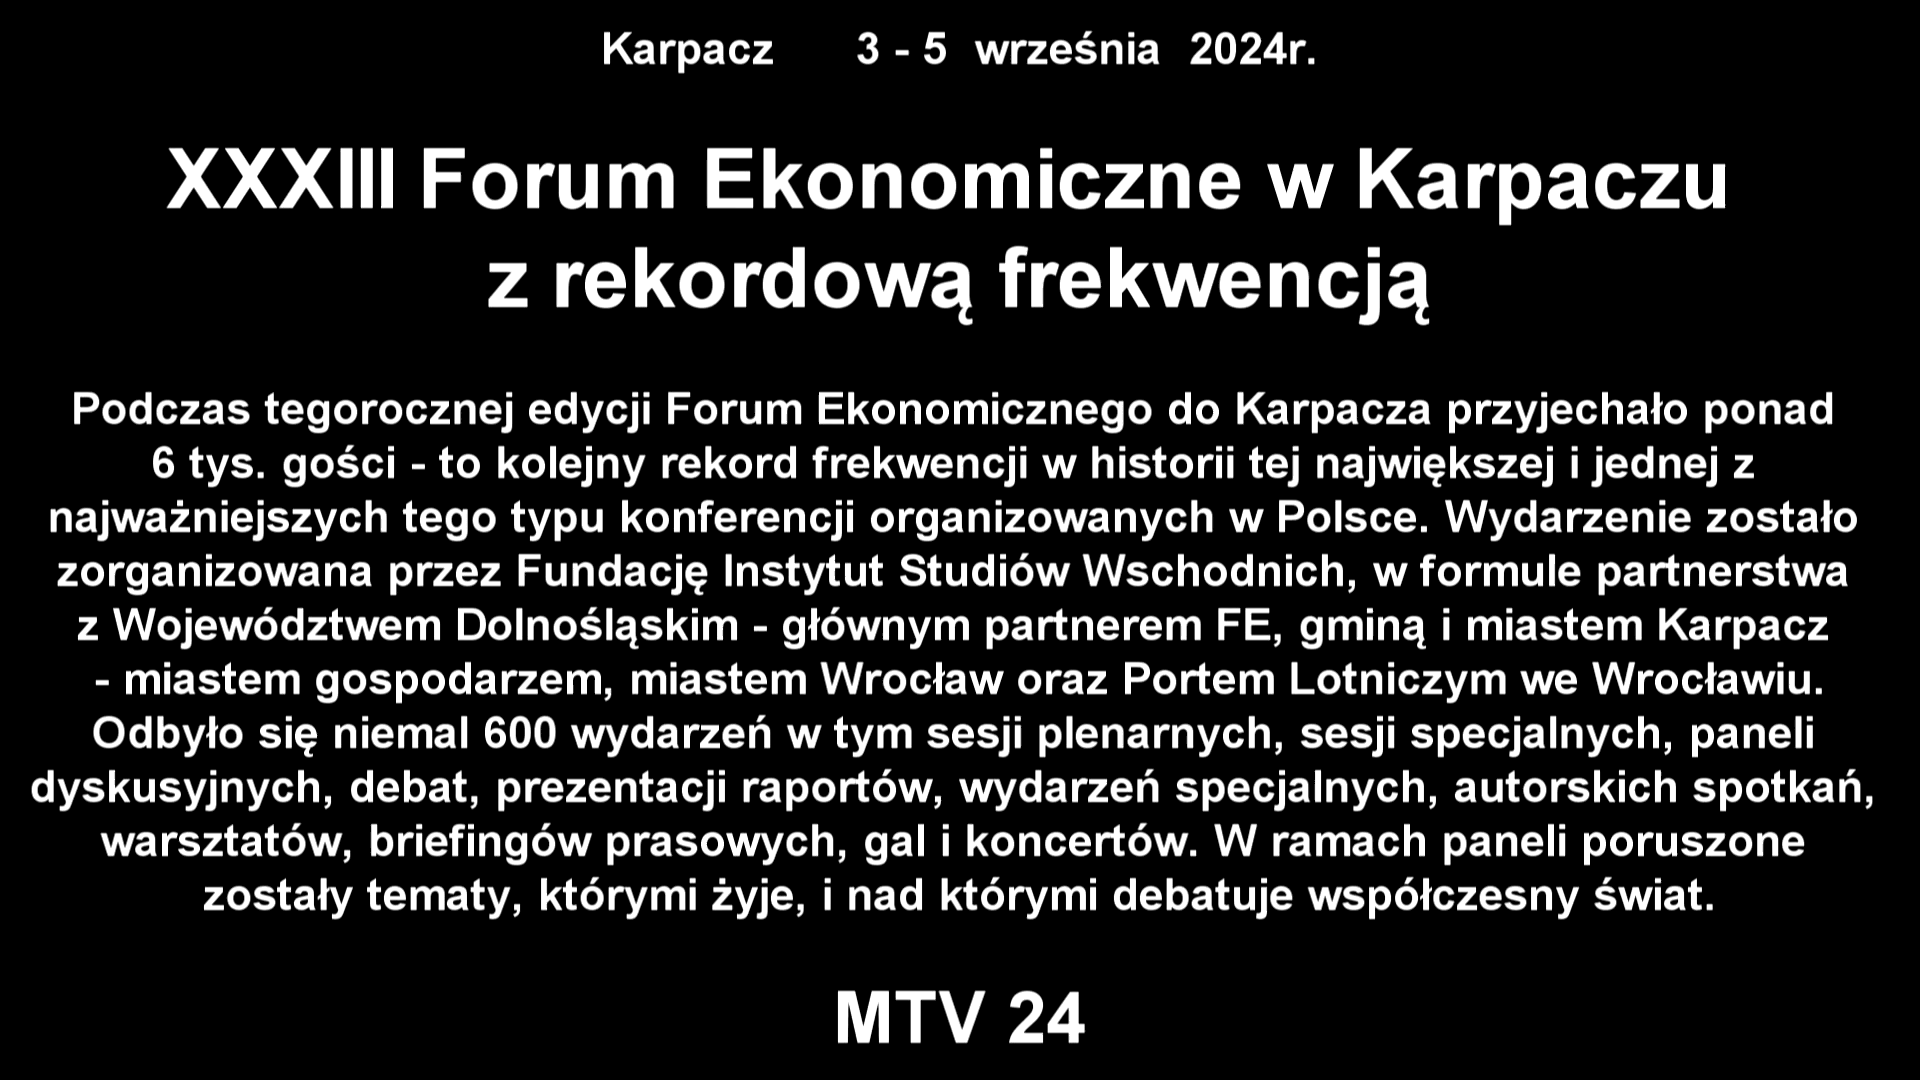 Karpacz 3 - 5 września 2024r.
XXXIII Forum Ekonomiczne w Karpaczu
z rekordową frekwencją
Podczas tegorocznej edycji Forum Ekonomicznego do Karpacza przyjechało ponad
6 tys. gości - to kolejny rekord frekwencji w historii tej największej i jednej z
najważniejszych tego typu konferencji organizowanych w Polsce. Wydarzenie zostało
zorganizowana przez Fundację Instytut Studiów Wschodnich, w formule partnerstwa
z Województwem Dolnośląskim - głównym partnerem FE, gminą i miastem Karpacz
- miastem gospodarzem, miastem Wrocław oraz Portem Lotniczym we Wrocławiu.
Odbyło się niemal 600 wydarzeń w tym sesji plenarnych, sesji specjalnych, paneli
dyskusyjnych, debat, prezentacji raportów, wydarzeń specjalnych, autorskich spotkań,
warsztatów, briefingów prasowych, gal i koncertów. W ramach paneli poruszone
zostały tematy, którymi żyje, i nad którymi debatuje współczesny świat.
MTV 24